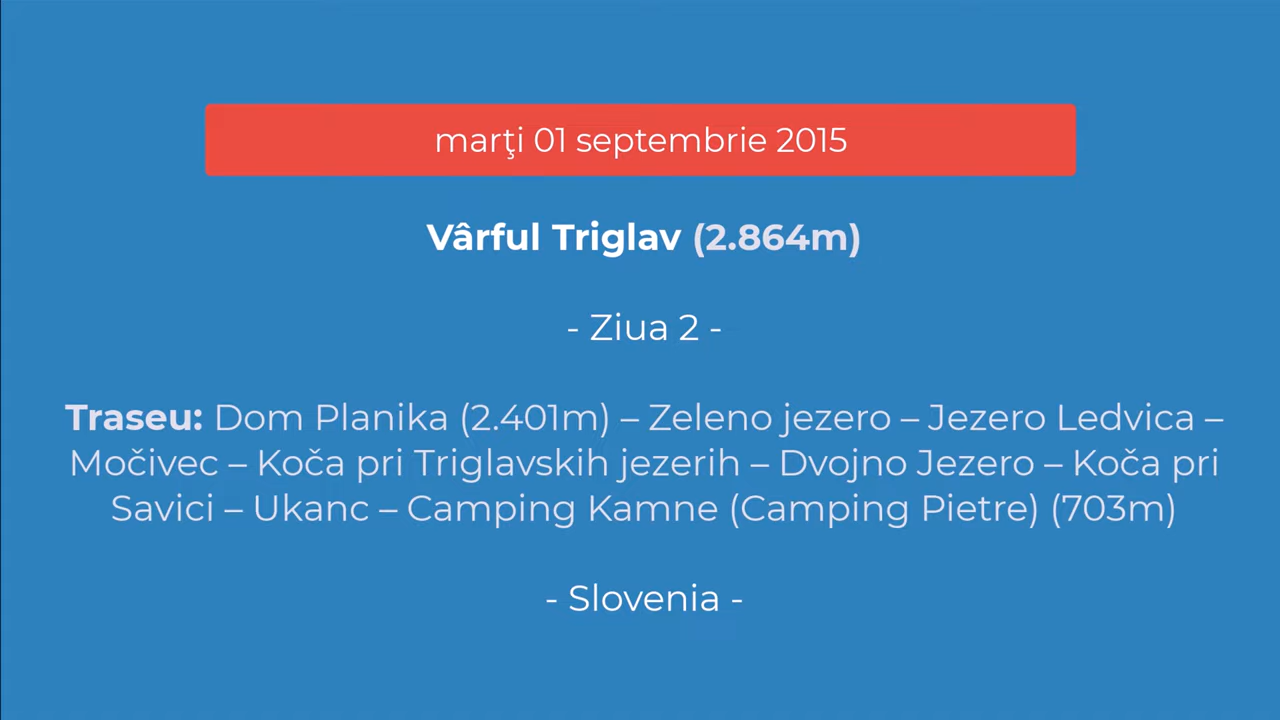 marţi 01 septembrie 2015
Vârful Triglav (2.864m)
- Ziua 2 -
Traseu: Dom Planika (2.401m) – Zeleno jezero – Jezero Ledvica –
Močivec – Koča pri Triglavskih jezerih – Dvojno Jezero – Koča pri
Savici – Ukanc – Camping Kamne (Camping Pietre) (703m)
- Slovenia -